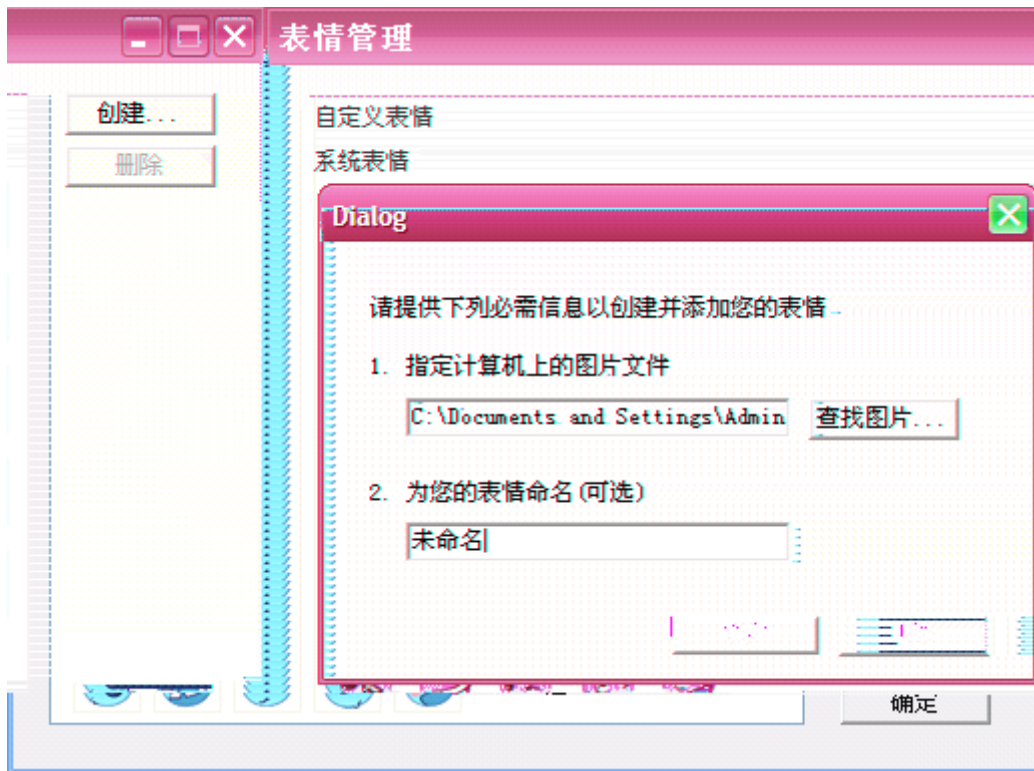 表情管理
创建...
删除
自定义表情
系统表情
Dialog
请提供下列必需信息以创建并添加您的表情
1. 指定计算机上的图片文件
C:\Documents and Settings\Admin
查找图片...
2. 为您的表情命名(可选)
未命名
确定